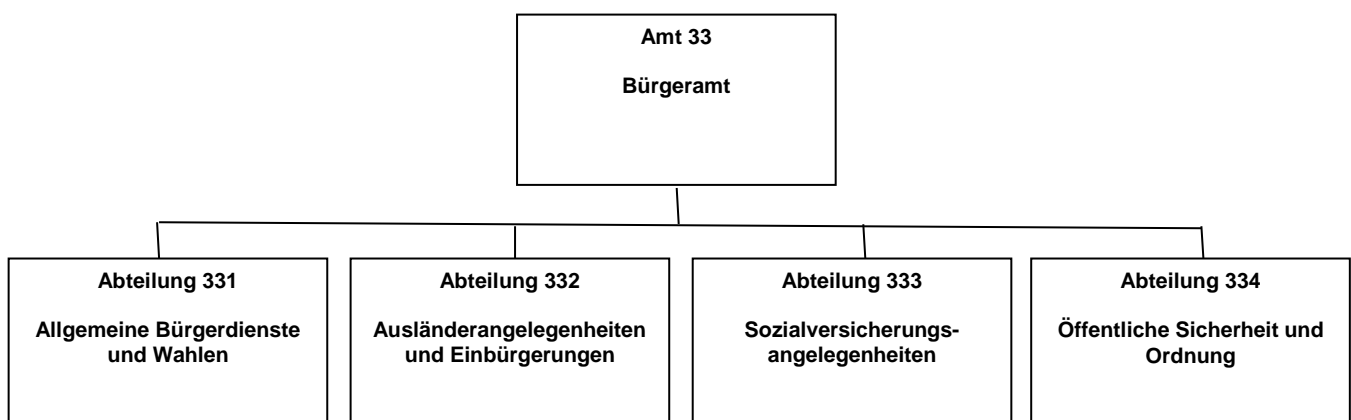 Amt 33
Bürgeramt
Abteilung 331
Allgemeine Bürgerdienste
und Wahlen
Abteilung 332
Ausländerangelegenheiten
und Einbürgerungen
Abteilung 333
Sozialversicherungs-
angelegenheiten
Abteilung 334
Öffentliche Sicherheit und
Ordnung